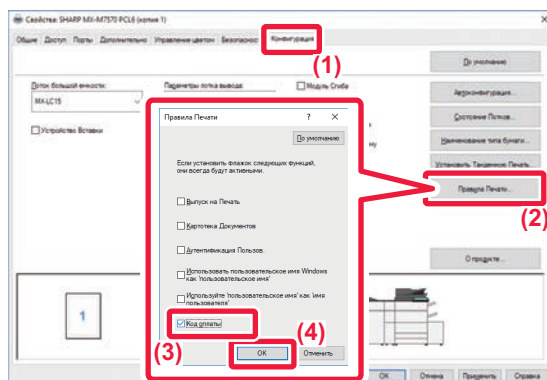 Свойства: SHARP MX-M7570 PCL6 (копия 1)
Общие Доступ Порты Дополнительно Управление цветом Безопасность Конфигурация
(1)
По умолчанию
Лоток большой емкости:
MX-LC15
Параметры лотка вывода:
Модуль Сгиба
Автоконфигурация...
Устройство Вставки
Состояние Лотков...
Наименование типа бумаги...
Установить Тандемную Печать...
Правила Печати...
(2)
О продукте...
Правила Печати ? ×
По умолчанию
Если установить флажок следующих функций,
они всегда будут активными.
Выпуск на Печать
Картотека Документов
Аутентификация Пользов.
Использовать пользовательское имя Windows
как 'пользовательское имя'
Используйте 'пользовательское имя' как 'имя
пользователя'
Код оплаты
(3)
(4)
OK Отменить
1
OK Отмена Применить Справка